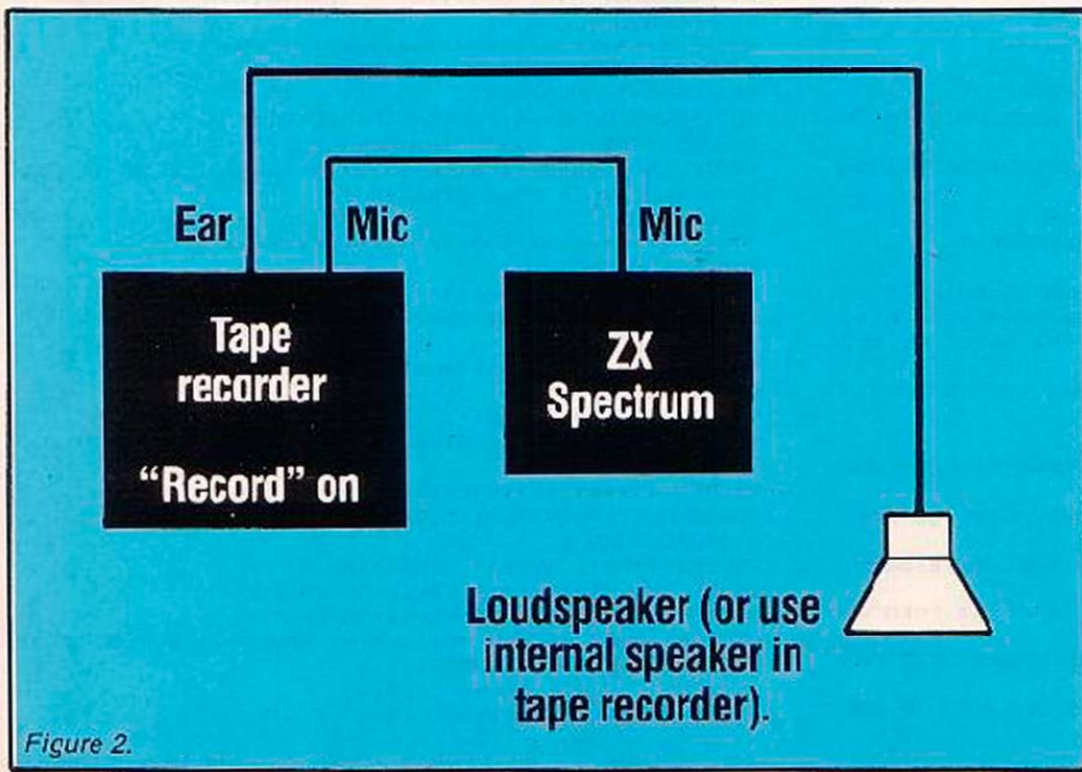 Ear
Mic
Mic
Tape
recorder
“Record” on
ZX
Spectrum
Loudspeaker (or use
internal speaker in
tape recorder).
Figure 2.